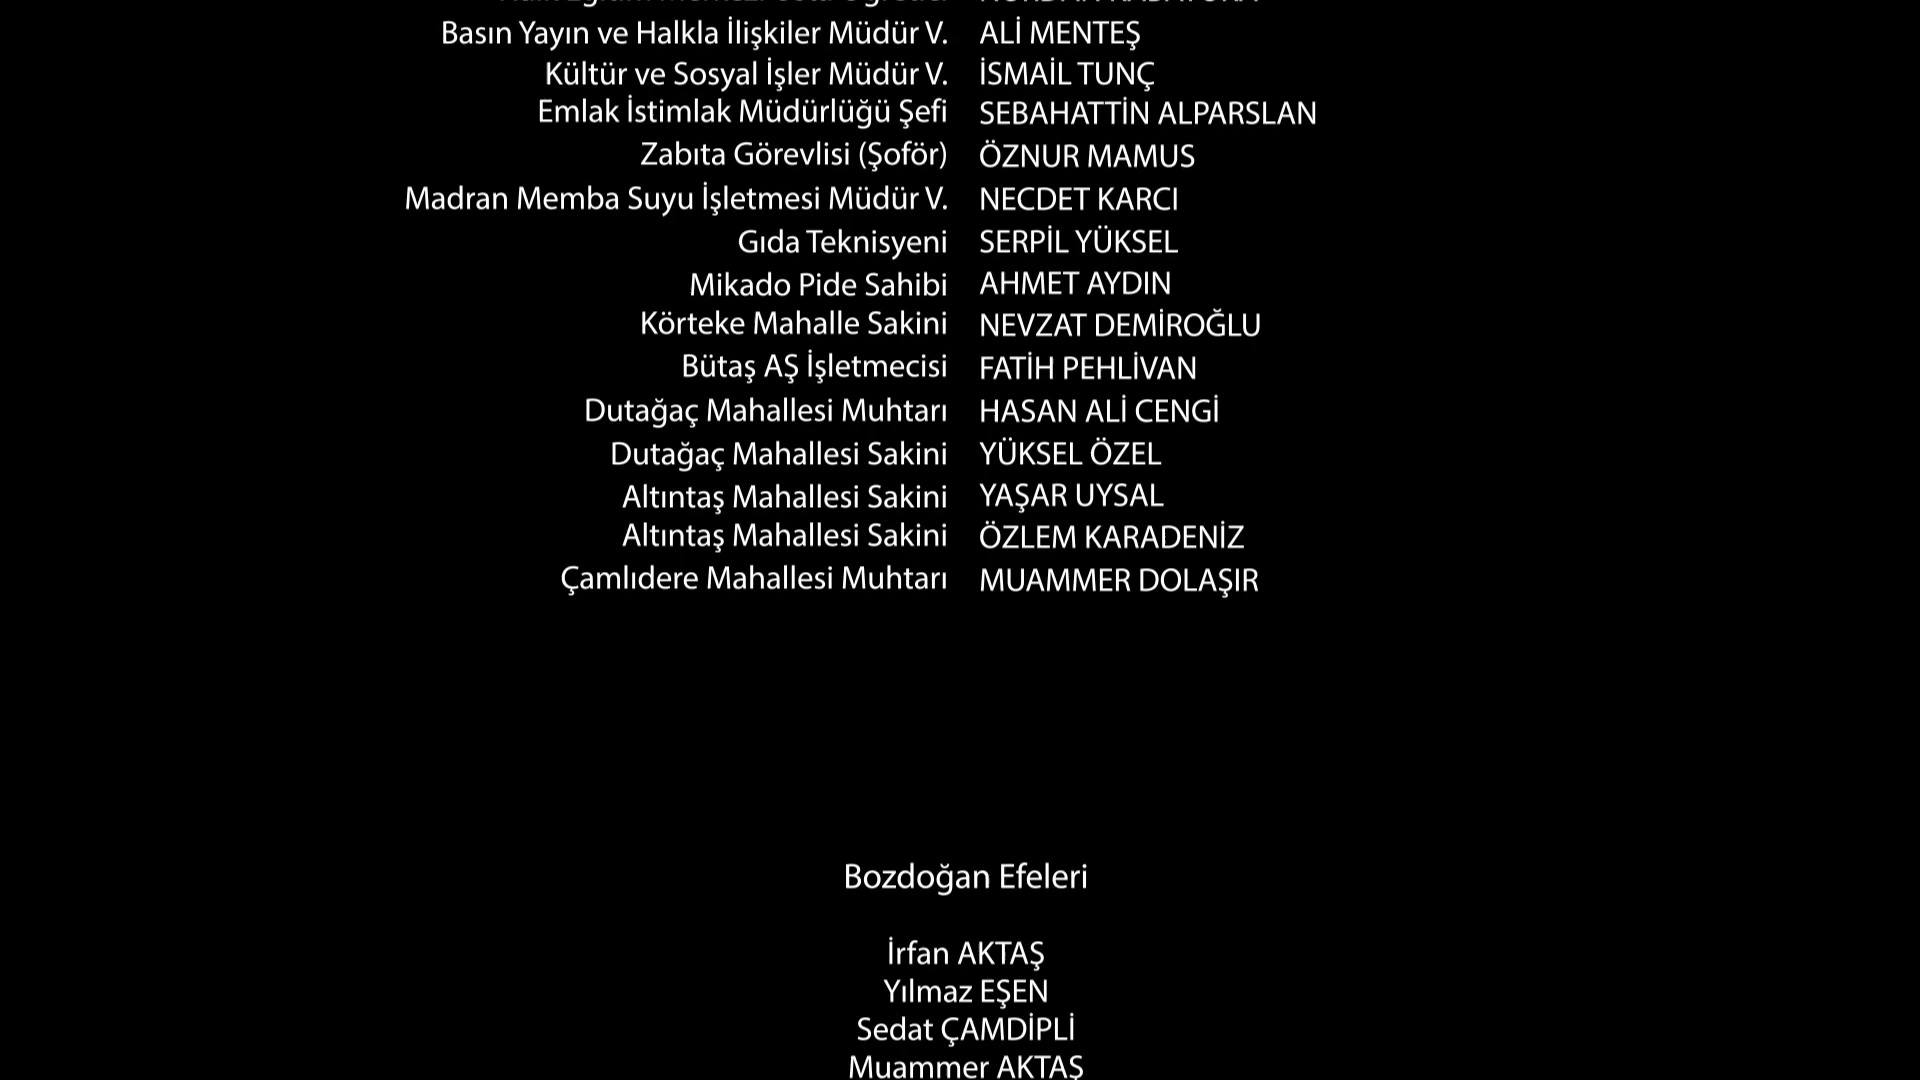 Basın Yayın ve Halkla İlişkiler Müdür V. ALİ MENTEŞ
Kültür ve Sosyal İşler Müdür V. İSMAİL TUNÇ
Emlak İstimlak Müdürlüğü Şefi SEBAHATTİN ALPARSLAN
Zabıta Görevlisi (Şoför) ÖZNUR MAMUS
Madran Memba Suyu İşletmesi Müdür V. NECDET KARCI
Gıda Teknisyeni SERPİL YÜKSEL
Mikado Pide Sahibi AHMET AYDIN
Körteke Mahalle Sakini NEVZAT DEMİROĞLU
Bütaş AŞ İşletmecisi FATİH PEHLİVAN
Dutağaç Mahallesi Muhtarı HASAN ALİ CENGİ
Dutağaç Mahallesi Sakini YÜKSEL ÖZEL
Altıntaş Mahallesi Sakini YAŞAR UYSAL
Altıntaş Mahallesi Sakini ÖZLEM KARADENİZ
Çamlıdere Mahallesi Muhtarı MUAMMER DOLAŞIR
Bozdoğan Efeleri
İrfan AKTAŞ
Yılmaz EŞEN
Sedat ÇAMDİPLİ
Muammer AKTAŞ